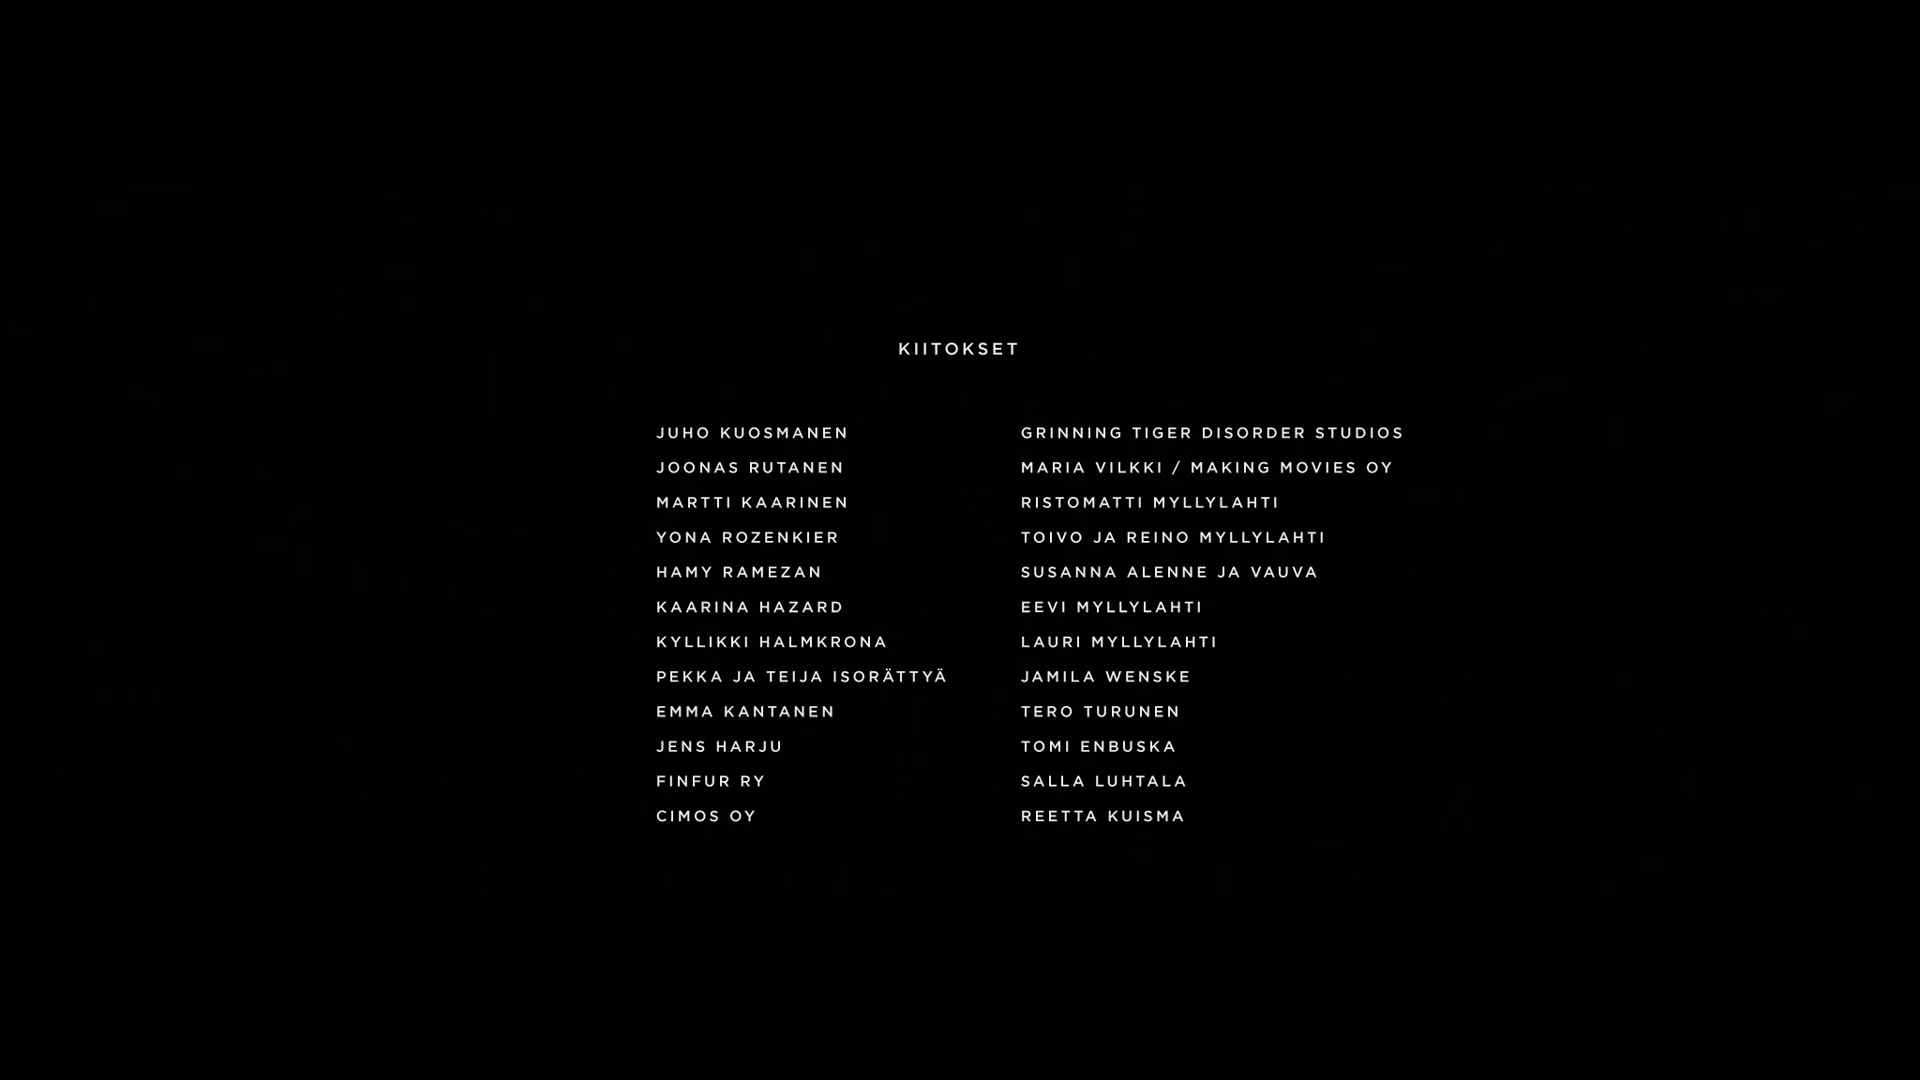 KIITOKSET
JUHO KUOSMANEN
JOONAS RUTANEN
MARTTI KAARINEN
YONA ROZENKIER
HAMY RAMEZAN
KAARINA HAZARD
KYLLIKKI HALMKRONA
PEKKA JA TEIJA ISORÄTTYÄ
EMMA KANTANEN
JENS HARJU
FINFUR RY
CIMOS OY
GRINNING TIGER DISORDER STUDIOS
MARIA VILKKI / MAKING MOVIES OY
RISTOMATTI MYLLYLAHTI
TOIVO JA REINO MYLLYLAHTI
SUSANNA ALENNE JA VAUVA
EEVI MYLLYLAHTI
LAURI MYLLYLAHTI
JAMILA WENSKE
TERO TURUNEN
TOMI ENBUSKA
SALLA LUHTALA
REETTA KUISMA